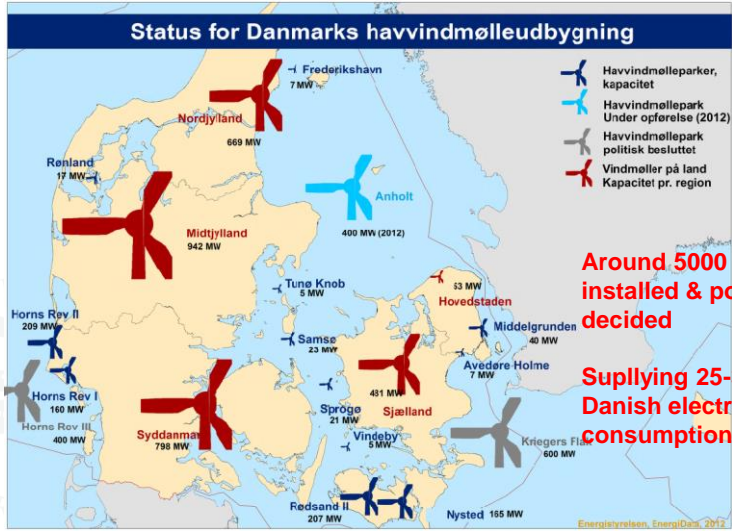 Status for Danmarks havvindmølleudbygning
Frederikshavn
7 MW
Nordjylland
669 MW
Rønland
17 MW
Anholt
400 MW (2012)
Midtjylland
942 MW
Havvindmølleparker,
kapacitet
Havvindmøllepark
Under opførelse (2012)
Havvindmøllepark
politisk besluttet
Vindmøller på land
Kapacitet pr. region
Around 5000
installed & po
decided
Supllying 25-
Danish electr
consumption
Tunø Knob
5 MW
53 MW
Hovedstaden
Horns Rev II
209 MW
Samsø
23 MW
Middelgrunden
40 MW
Avedøre Holme
7 MW
Horns Rev I
160 MW
Horns Rev III
400 MW
Syddanmar
798 MW
Sprogø
21 MW
481 MW
Sjælland
Vindeby
5 MW
Kriegers Flak
600 MW
Rødsand II
207 MW
Nysted 165 MW
Energistyrelsen, EnergiData, 2012